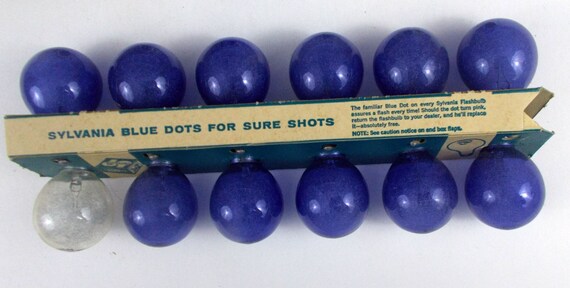 SYLVANIA BLUE DOTS FOR SURE SHOTS
The familiar Blue Dot on every Sylvania Flashbulb
assures a flash every time! Should the dot turn pink,
return the flashbulb to your dealer, and he'll replace
it—absolutely free.
NOTE: See caution notice on end box flaps.